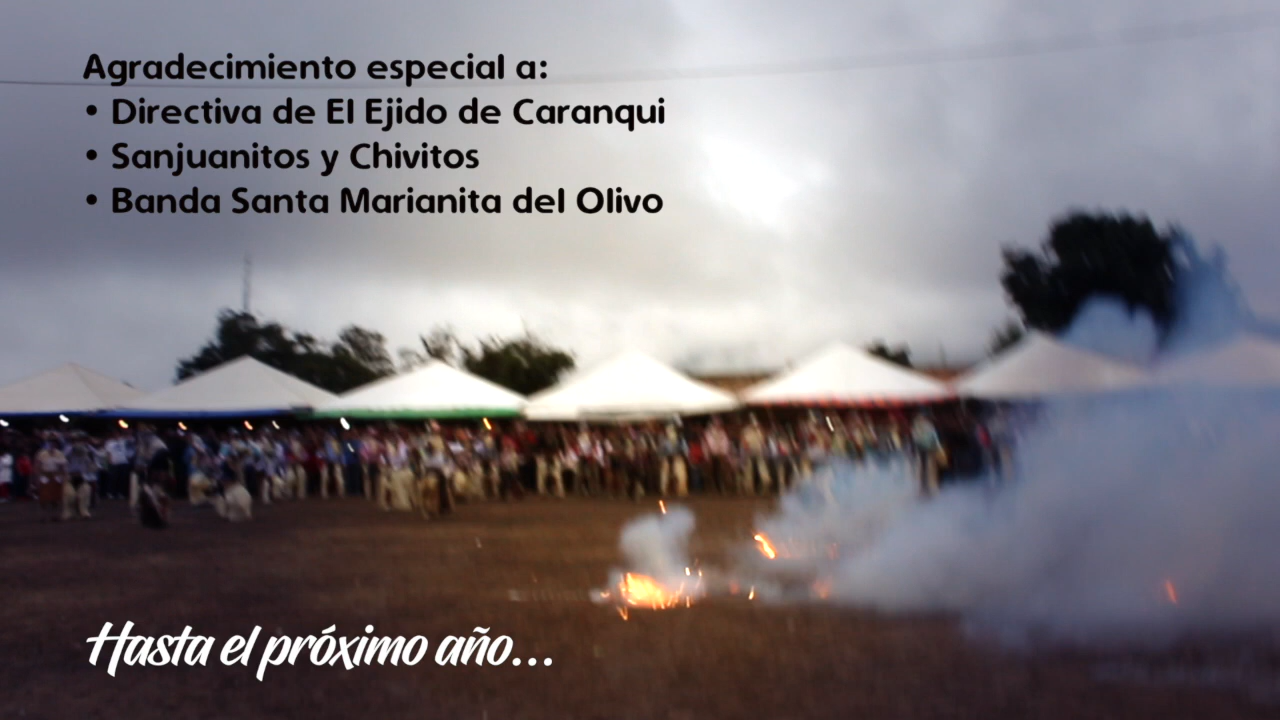 Agradecimiento especial a:
• Directiva de El Ejido de Caranqui
• Sanjuanitos y Chivitos
• Banda Santa Marianita del Olivo
Hasta el próximo año...